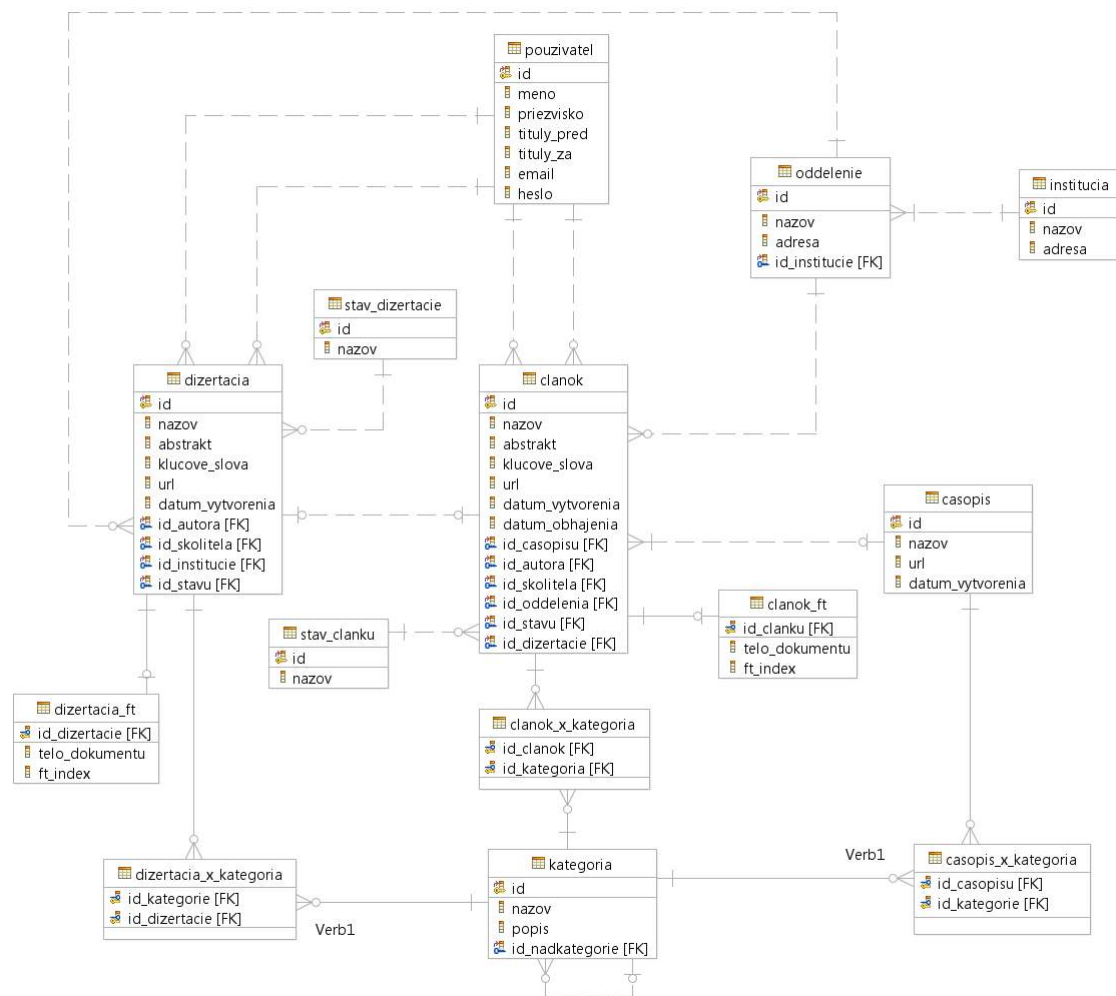 pouzivatel
id
meno
priezvisko
tituly_pred
tituly_za
email
heslo
oddelenie
id
nazov
adresa
id_institucie [FK]
institucia
id
nazov
adresa
stav_dizertacie
id
nazov
dizertacia
id
nazov
abstrakt
klucove_slova
url
datum_vytvorenia
id_autora [FK]
id_skolitela [FK]
id_institucie [FK]
id_stavu [FK]
clanok
id
nazov
abstrakt
klucove_slova
url
datum_vytvorenia
datum_obhajenia
id_casopisu [FK]
id_autora [FK]
id_skolitela [FK]
id_oddelenia [FK]
id_stavu [FK]
id_dizertacie [FK]
casopis
id
nazov
url
datum_vytvorenia
clanok_ft
id_clanku [FK]
telo_dokumentu
ft_index
stav_clanku
id
nazov
dizertacia_ft
id_dizertacie [FK]
telo_dokumentu
ft_index
clanok_x_kategoria
id_clanok [FK]
id_kategoria [FK]
dizertacia_x_kategoria
id_kategorie [FK]
id_dizertacie [FK]
Verb1
kategoria
id
nazov
popis
id_nadkategorie [FK]
Verb1
casopis_x_kategoria
id_casopisu [FK]
id_kategorie [FK]